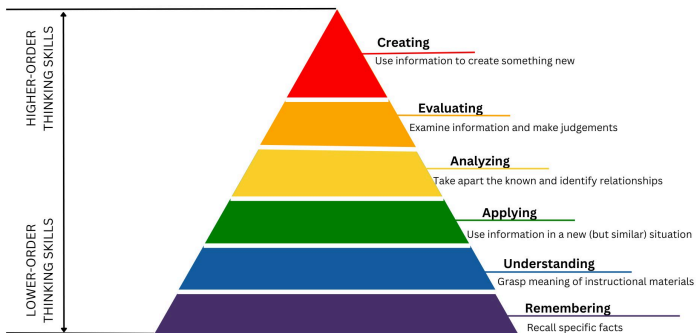 HIGHER-ORDER
THINKING SKILLS
Creating
Use information to create something new
Evaluating
Examine information and make judgements
Analyzing
Take apart the known and identify relationships
Applying
Use information in a new (but similar) situation
LOWER-ORDER
THINKING SKILLS
Understanding
Grasp meaning of instructional materials
Remembering
Recall specific facts